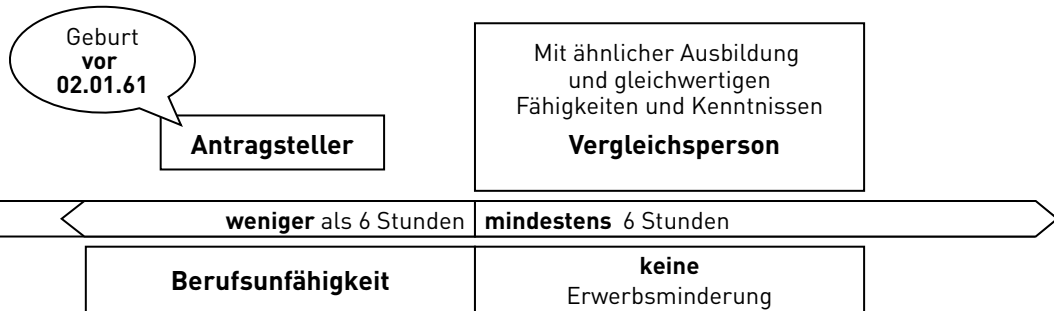 Geburt
vor
02.01.61
Antragsteller
Mit ähnlicher Ausbildung
und gleichwertigen
Fähigkeiten und Kenntnissen
Vergleichsperson
weniger als 6 Stunden
mindestens 6 Stunden
Berufsunfähigkeit
keine
Erwerbsminderung